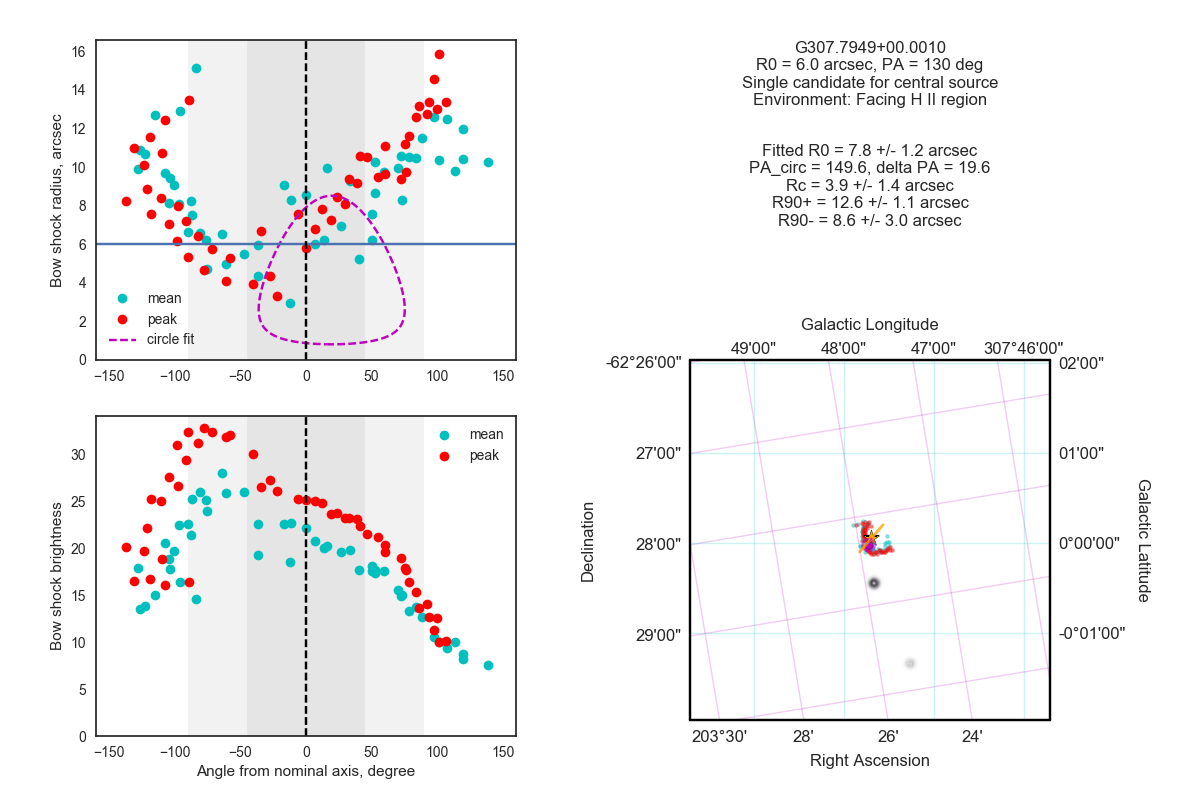 16
14
12
10
8
6
4
2
0
Bow shock radius, arcsec
mean
peak
circle fit
−150
−100
−50
0
50
100
150
30
25
20
15
10
5
0
Bow shock brightness
mean
peak
−150
−100
−50
0
50
100
150
Angle from nominal axis, degree
G307.7949+00.0010
R0 = 6.0 arcsec, PA = 130 deg
Single candidate for central source
Environment: Facing H II region
Fitted R0 = 7.8 +/- 1.2 arcsec
PA_circ = 149.6, delta PA = 19.6
Rc = 3.9 +/- 1.4 arcsec
R90+ = 12.6 +/- 1.1 arcsec
R90- = 8.6 +/- 3.0 arcsec
Galactic Longitude
49'00" 48'00" 47'00" 307°46'00"
-62°26'00"
27'00"
28'00"
29'00"
Declination
02'00"
01'00"
0°00'00"
-0°01'00"
Galactic Latitude
203°30' 28' 26' 24'
Right Ascension